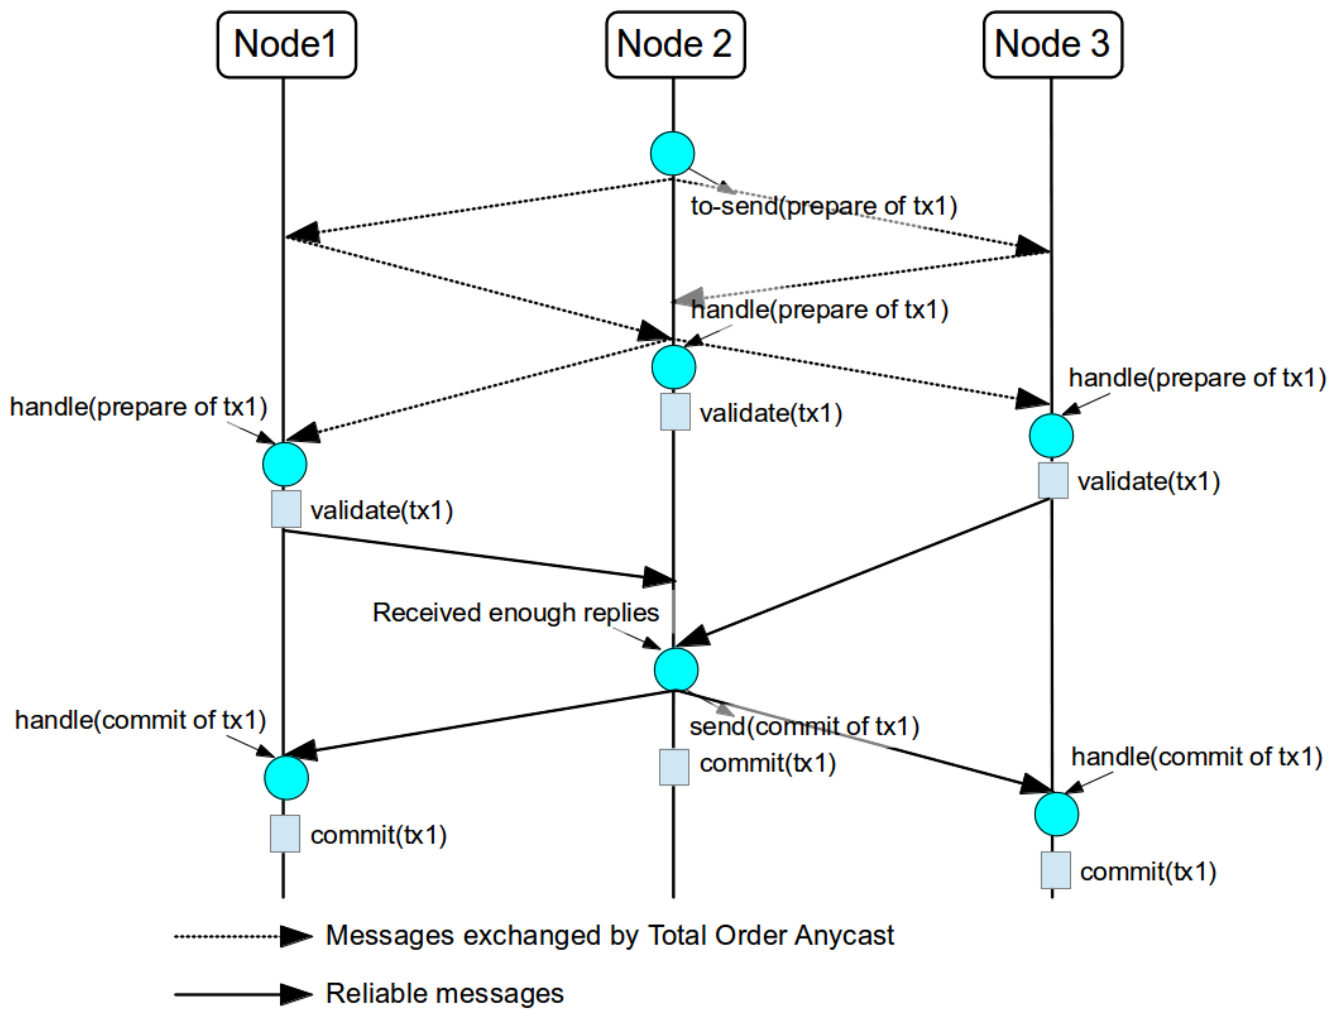 Node1
Node 2
Node 3
to-send(prepare of tx1)
handle(prepare of tx1)
handle(prepare of tx1)
handle(prepare of tx1)
validate(tx1)
validate(tx1)
validate(tx1)
Received enough replies
handle(commit of tx1)
send(commit of tx1)
handle(commit of tx1)
commit(tx1)
commit(tx1)
commit(tx1)
Messages exchanged by Total Order Anycast
Reliable messages